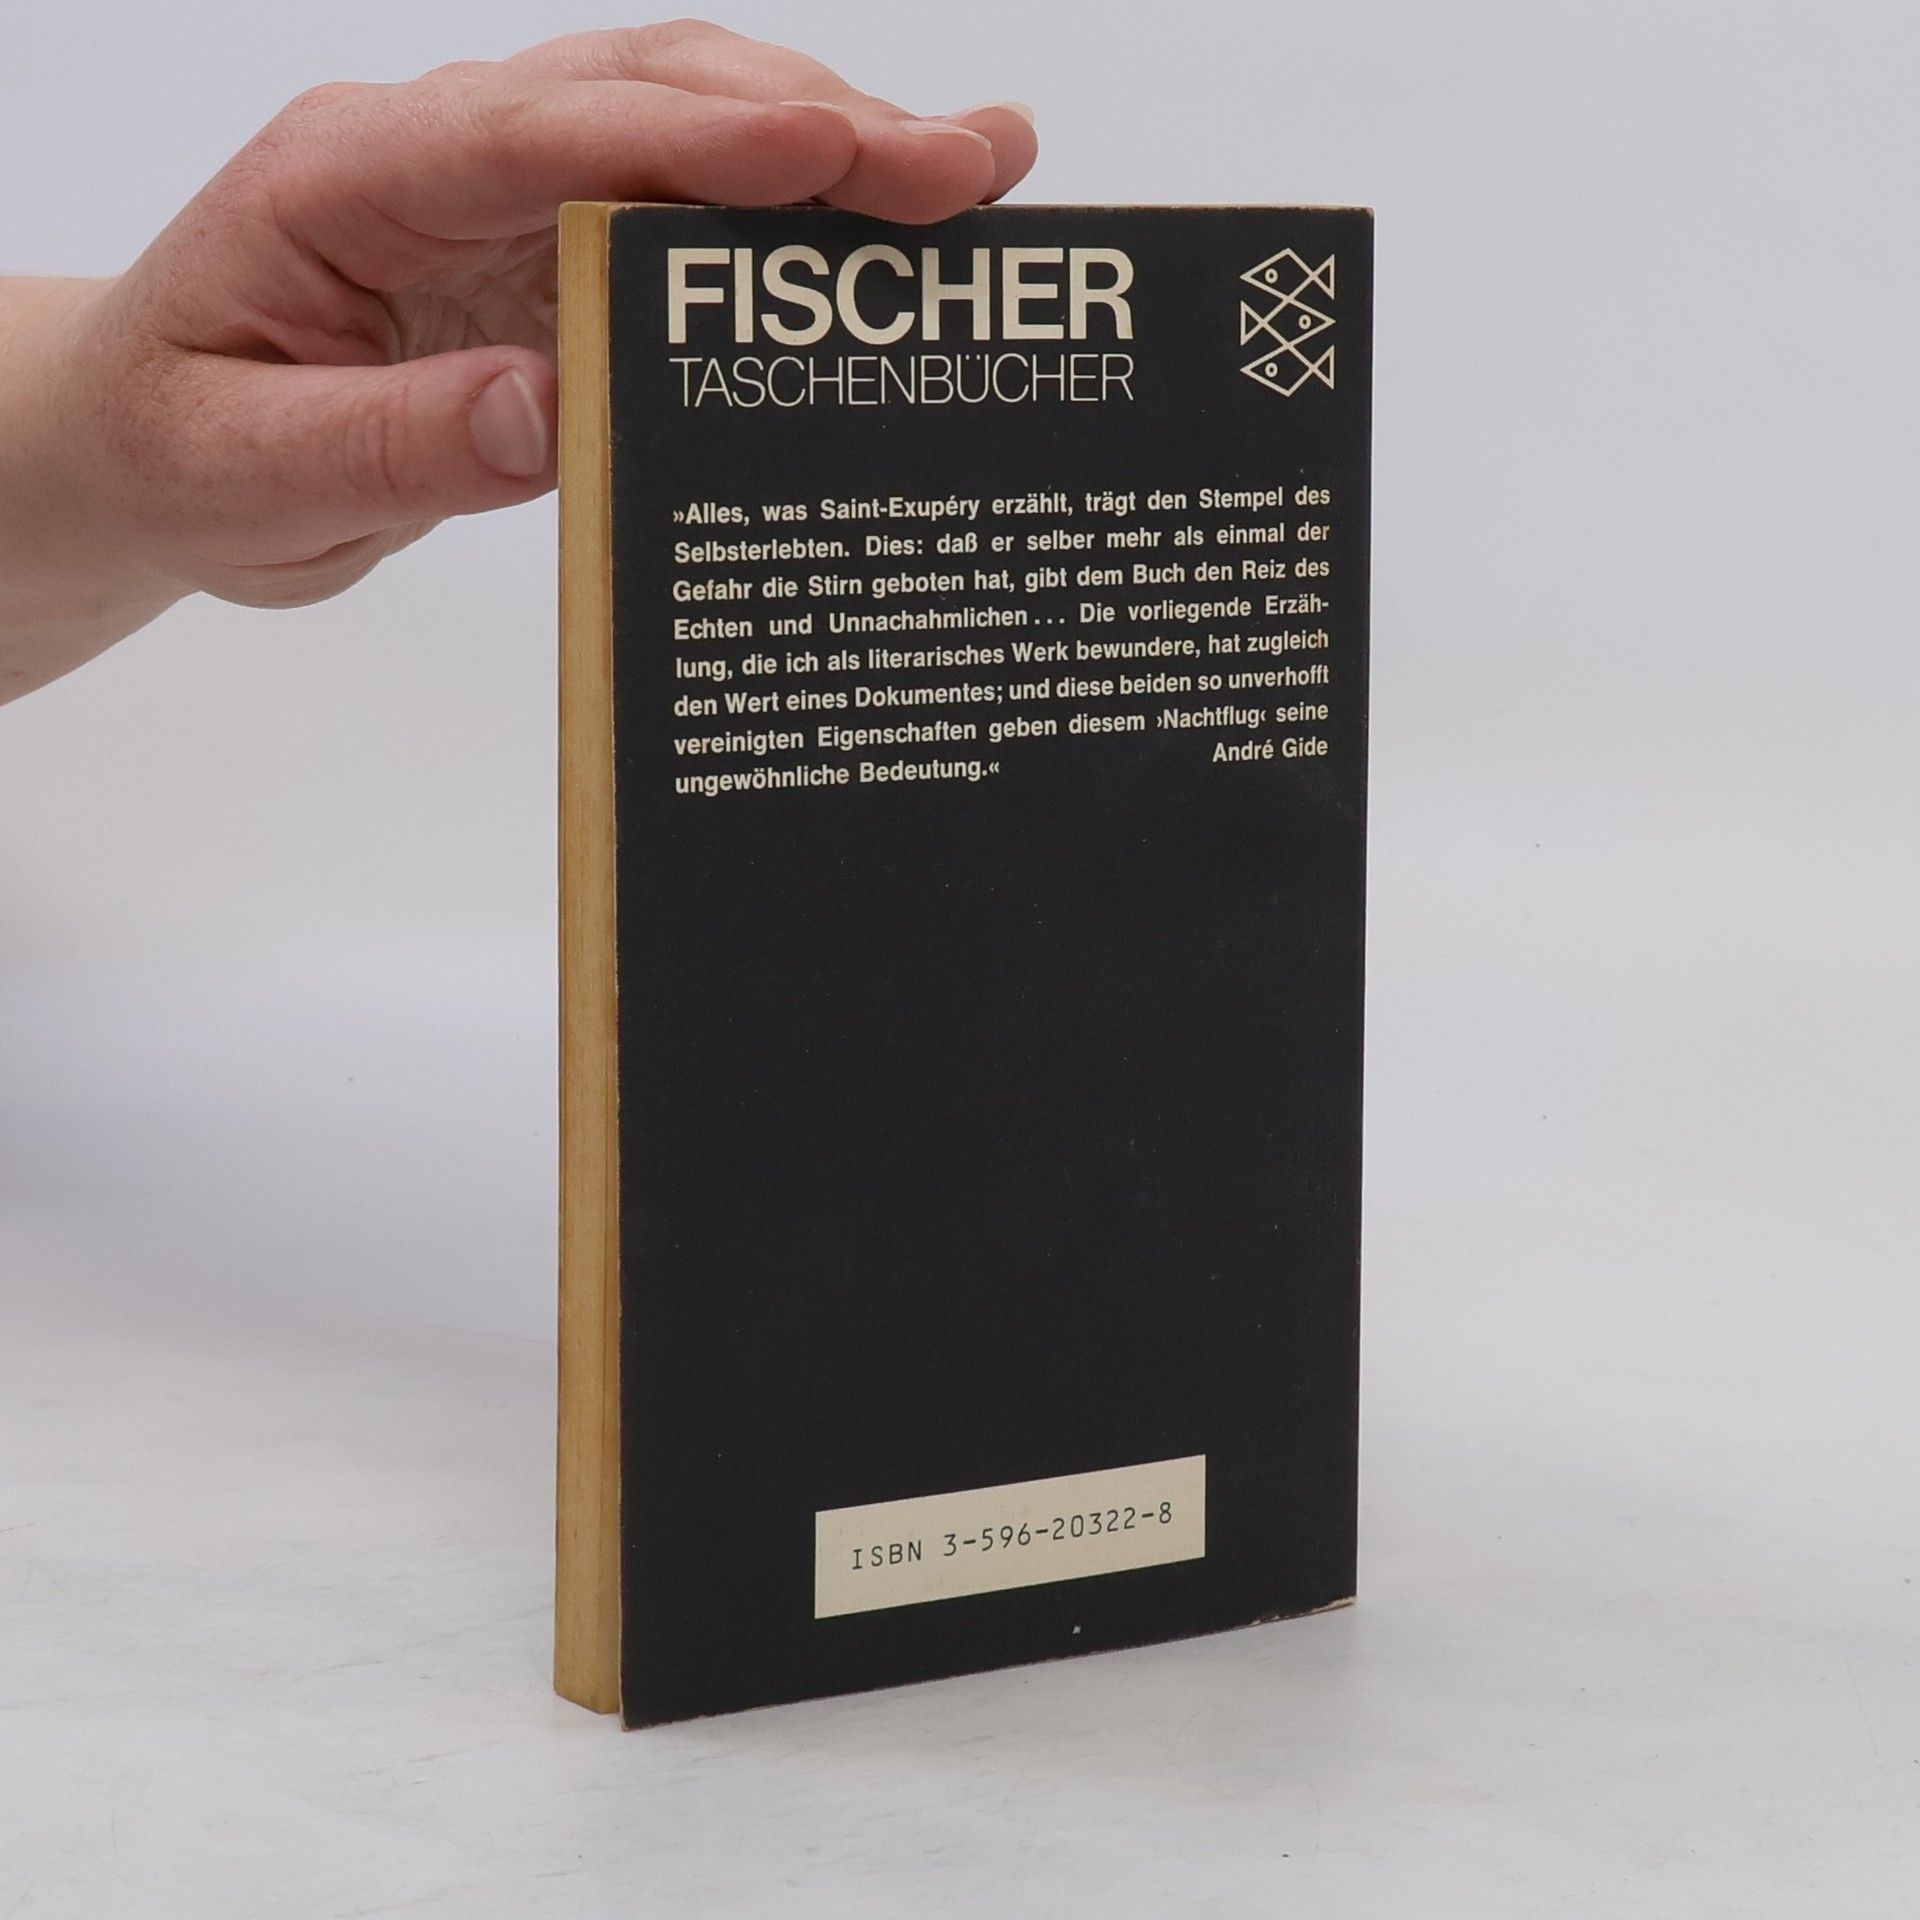 FISCHER
TASCHENBÜCHER
»Alles, was Saint-Exupéry erzählt, trägt den Stempel des
Selbsterlebten. Dies: daß er selber mehr als einmal der
Gefahr die Stirn geboten hat, gibt dem Buch den Reiz des
Echten und Unnachahmlichen... Die vorliegende Erzäh-
lung, die ich als literarisches Werk bewundere, hat zugleich
den Wert eines Dokumentes; und diese beiden so unverhofft
vereinigten Eigenschaften geben diesem ›Nachtflug‹ seine
ungewöhnliche Bedeutung.« André Gide
ISBN 3-596-20322-8